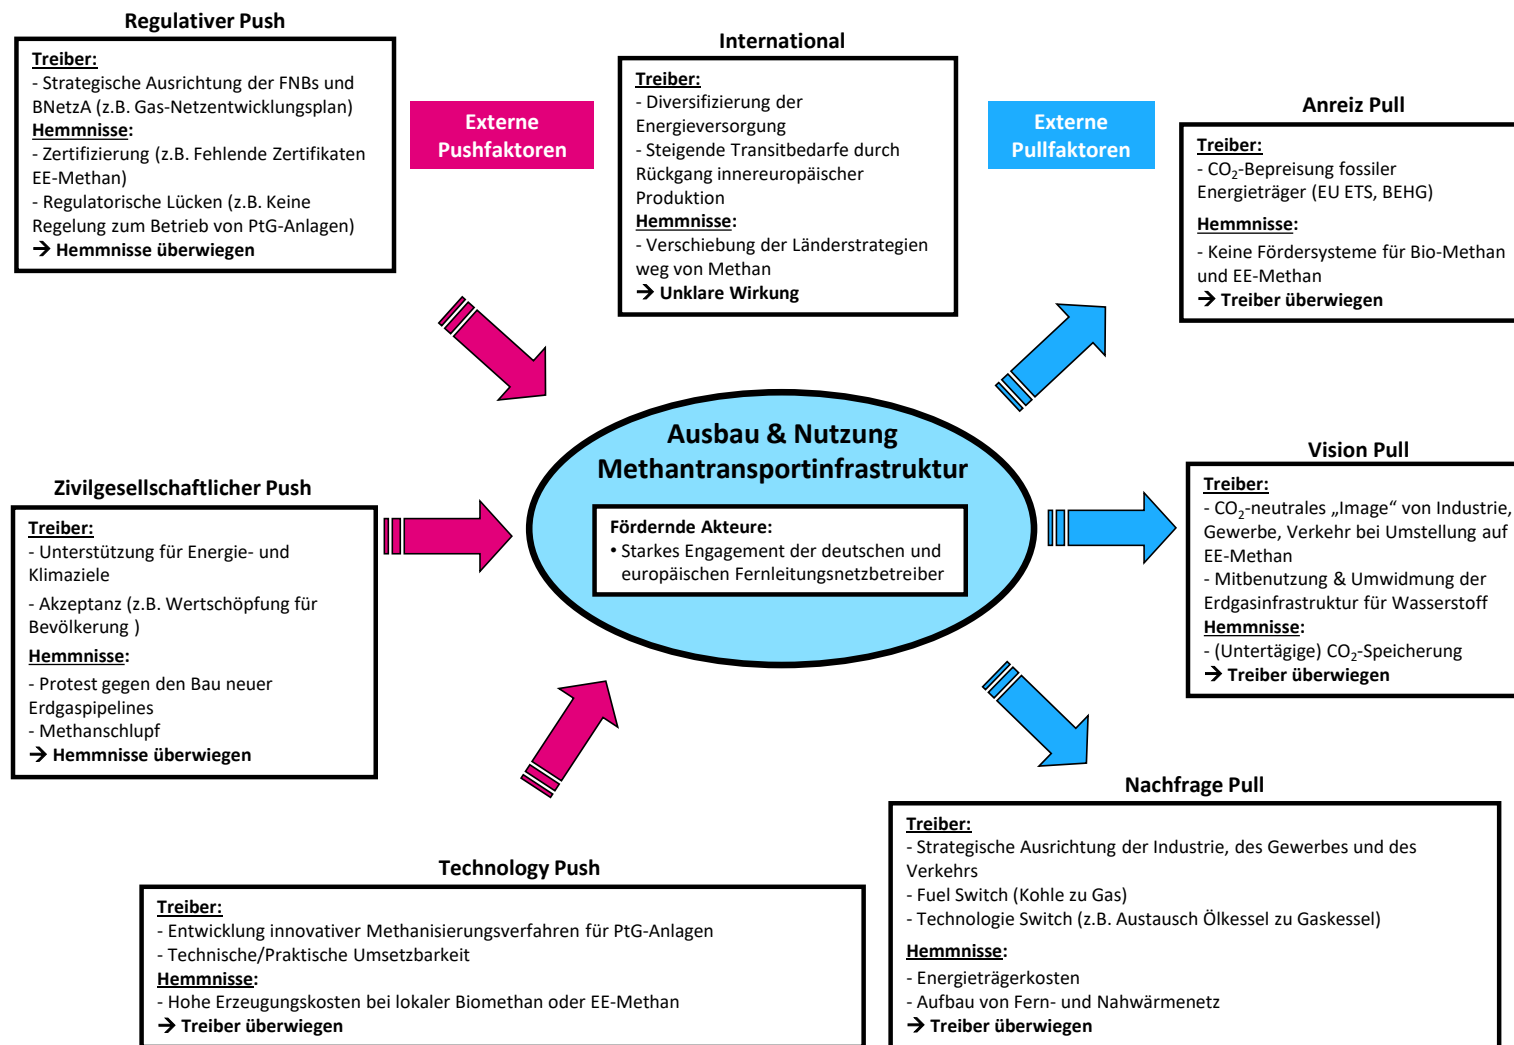 Regulativer Push
Treiber:
- Strategische Ausrichtung der FNBs und
BNetzA (z.B. Gas-Netzentwicklungsplan)
Hemmnisse:
- Zertifizierung (z.B. Fehlende Zertifikaten
EE-Methan)
- Regulatorische Lücken (z.B. Keine
Regelung zum Betrieb von PtG-Anlagen)
→ Hemmnisse überwiegen
Externe
Pushfaktoren
International
Treiber:
- Diversifizierung der
Energieversorgung
- Steigende Transitbedarfe durch
Rückgang innereuropäischer
Produktion
Hemmnisse:
- Verschiebung der Länderstrategien
weg von Methan
→ Unklare Wirkung
Externe
Pullfaktoren
Anreiz Pull
Treiber:
- CO₂-Bepreisung fossiler
Energieträger (EU ETS, BEHG)
Hemmnisse:
- Keine Fördersysteme für Bio-Methan
und EE-Methan
→ Treiber überwiegen
Ausbau & Nutzung
Methantransportinfrastruktur
Fördernde Akteure:
• Starkes Engagement der deutschen und
europäischen Fernleitungsnetzbetreiber
Zivilgesellschaftlicher Push
Treiber:
- Unterstützung für Energie- und
Klimaziele
- Akzeptanz (z.B. Wertschöpfung für
Bevölkerung )
Hemmnisse:
- Protest gegen den Bau neuer
Erdgaspipelines
- Methanschlupf
→ Hemmnisse überwiegen
Vision Pull
Treiber:
- CO₂-neutrales „Image" von Industrie,
Gewerbe, Verkehr bei Umstellung auf
EE-Methan
- Mitbenutzung & Umwidmung der
Erdgasinfrastruktur für Wasserstoff
Hemmnisse:
- (Untertägige) CO₂-Speicherung
→ Treiber überwiegen
Technology Push
Treiber:
- Entwicklung innovativer Methanisierungsverfahren für PtG-Anlagen
- Technische/Praktische Umsetzbarkeit
Hemmnisse:
- Hohe Erzeugungskosten bei lokaler Biomethan oder EE-Methan
→ Treiber überwiegen
Nachfrage Pull
Treiber:
- Strategische Ausrichtung der Industrie, des Gewerbes und des
Verkehrs
- Fuel Switch (Kohle zu Gas)
- Technologie Switch (z.B. Austausch Ölkessel zu Gaskessel)
Hemmnisse:
- Energieträgerkosten
- Aufbau von Fern- und Nahwärmenetz
→ Treiber überwiegen